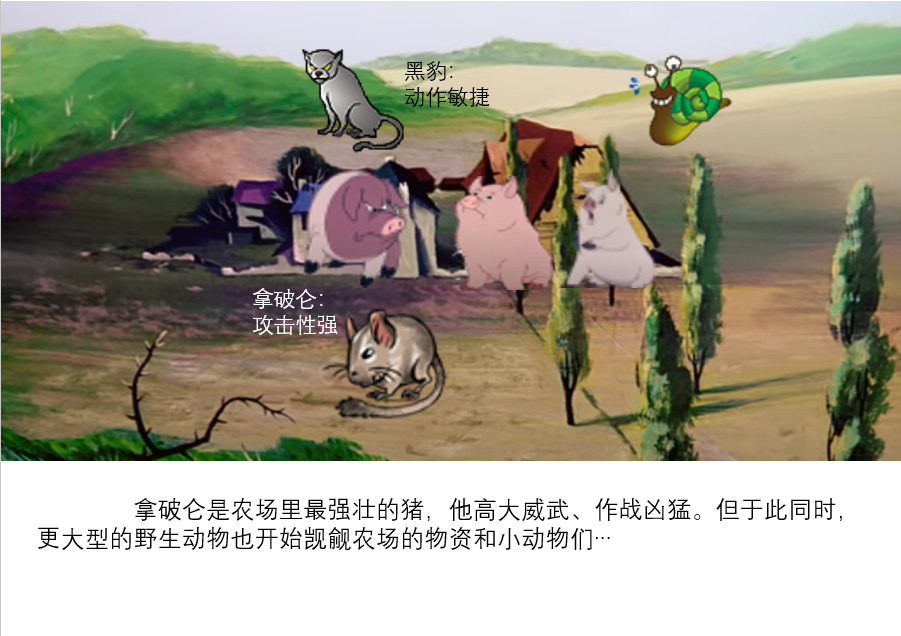 黑豹：
动作敏捷
拿破仑：
攻击性强
拿破仑是农场里最强壮的猪，他高大威武、作战凶猛。但于此同时，
更大型的野生动物也开始觊觎农场的物资和小动物们…